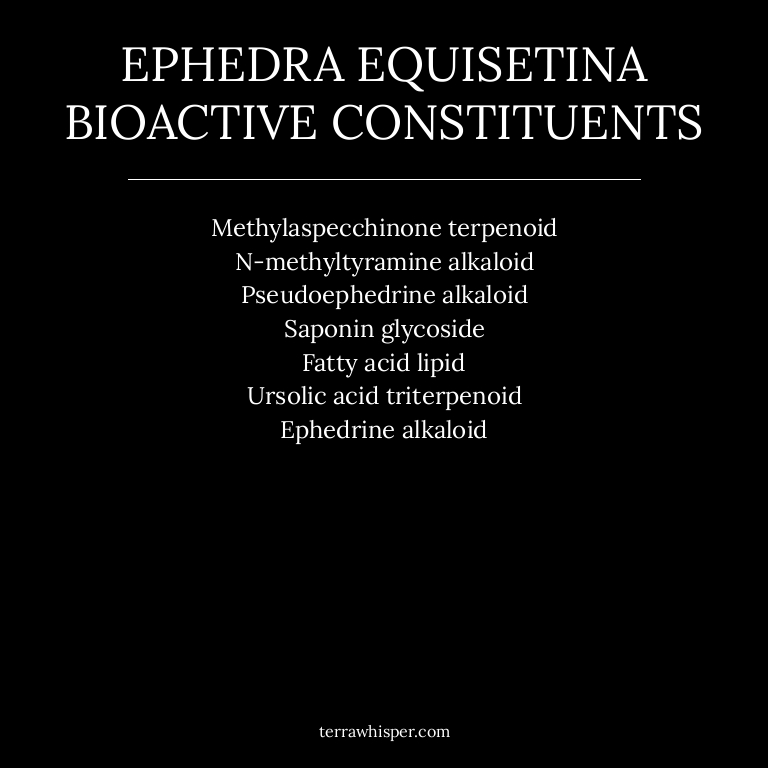 EPHEDRA EQUISETINA
BIOACTIVE CONSTITUENTS
Methylaspecchinone terpenoid
N-methyltyramine alkaloid
Pseudoephedrine alkaloid
Saponin glycoside
Fatty acid lipid
Ursolic acid triterpenoid
Ephedrine alkaloid
terrawhisper.com